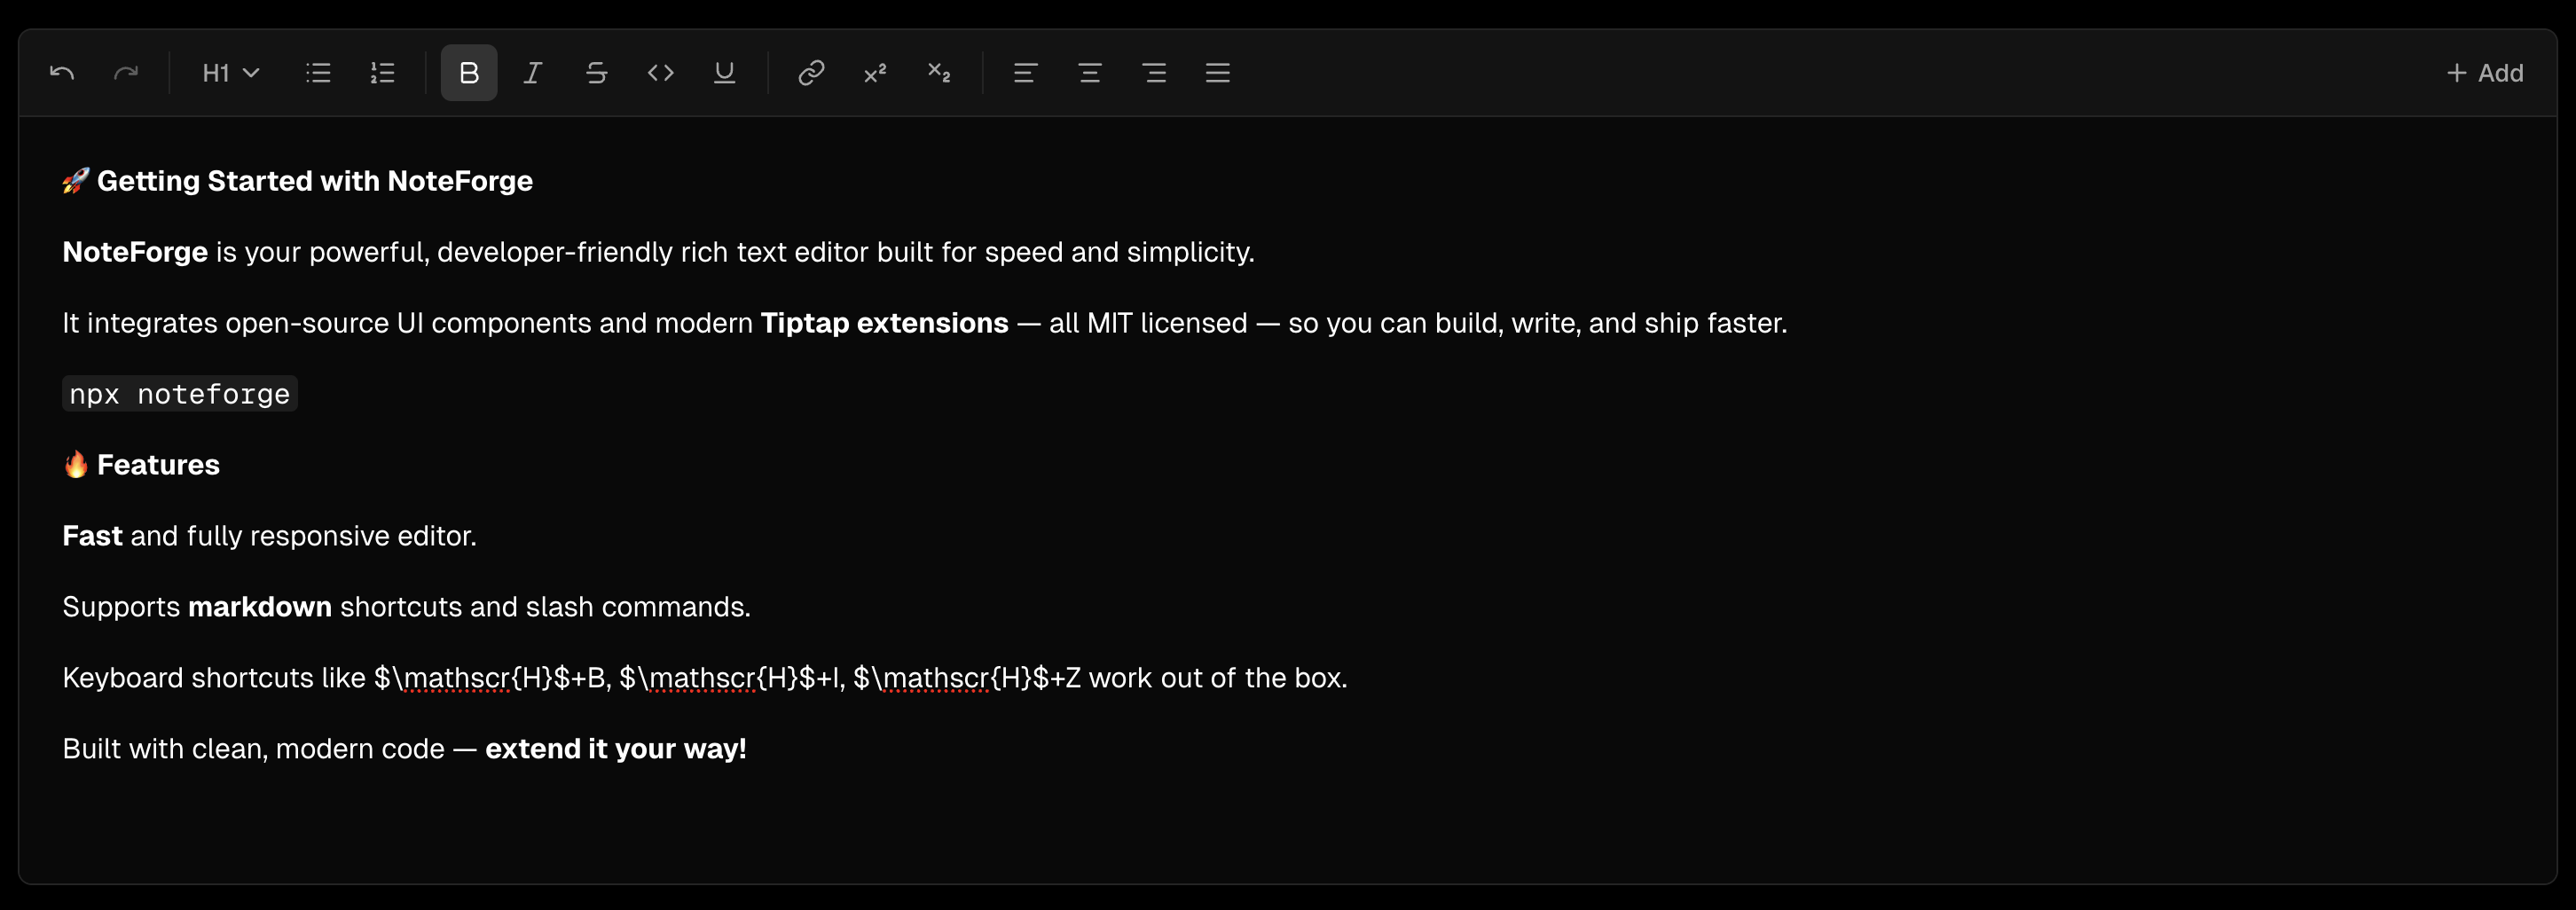 H1
+ Add
🚀 Getting Started with NoteForge
NoteForge is your powerful, developer-friendly rich text editor built for speed and simplicity.
It integrates open-source UI components and modern Tiptap extensions — all MIT licensed — so you can build, write, and ship faster.
npx noteforge
🔥 Features
Fast and fully responsive editor.
Supports markdown shortcuts and slash commands.
Keyboard shortcuts like $\mathscr{H}$+B, $\mathscr{H}$+I, $\mathscr{H}$+Z work out of the box.
Built with clean, modern code — extend it your way!